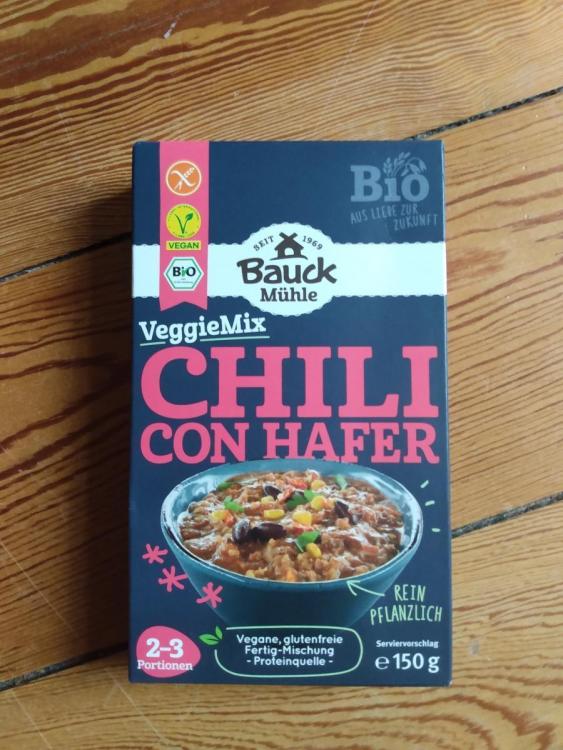 Bio
AUS LIEBE ZUR
ZUKUNFT
VEGAN
BIO
SEIT 1969
Bauck
Mühle
VeggieMix
CHILI
CON HAFER
REIN
PFLANZLICH
2-3
Portionen
Vegane, glutenfreie
Fertig-Mischung
- Proteinquelle -
Serviervorschlag
e 150 g